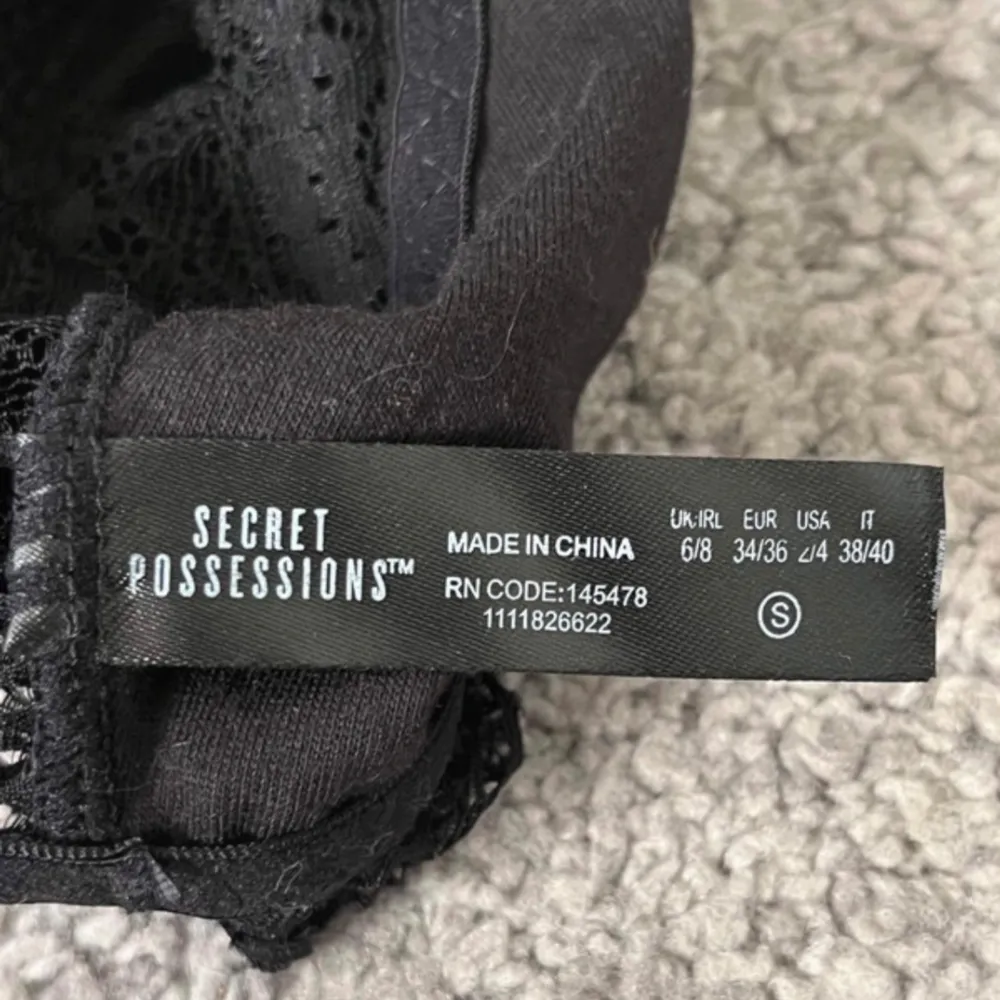 SECRET
POSSESSIONS™
MADE IN CHINA
RN CODE:145478
1111826622
UK:IRL EUR USA IT
6/8 34/36 2/4 38/40
S